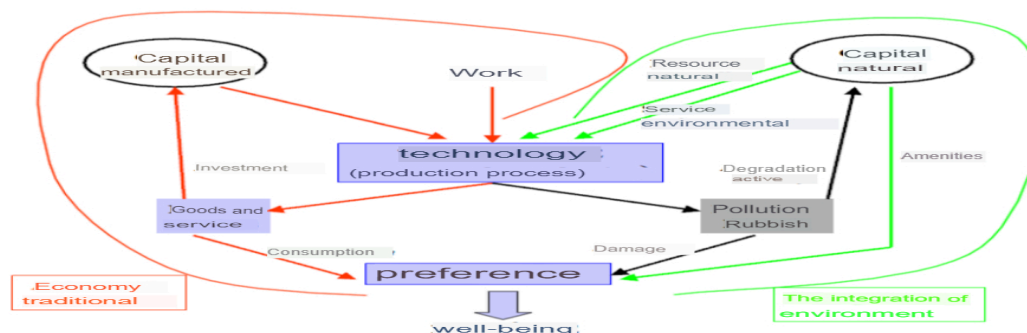 Capital
manufactured
Work
Resource
natural
Capital
natural
Service
environmental
technology
(production process)
Investment
Degradation
active
Amenities
Goods and
service
Pollution
Rubbish
Consumption
Damage
preference
Economy
traditional
The integration of
environment
well-being